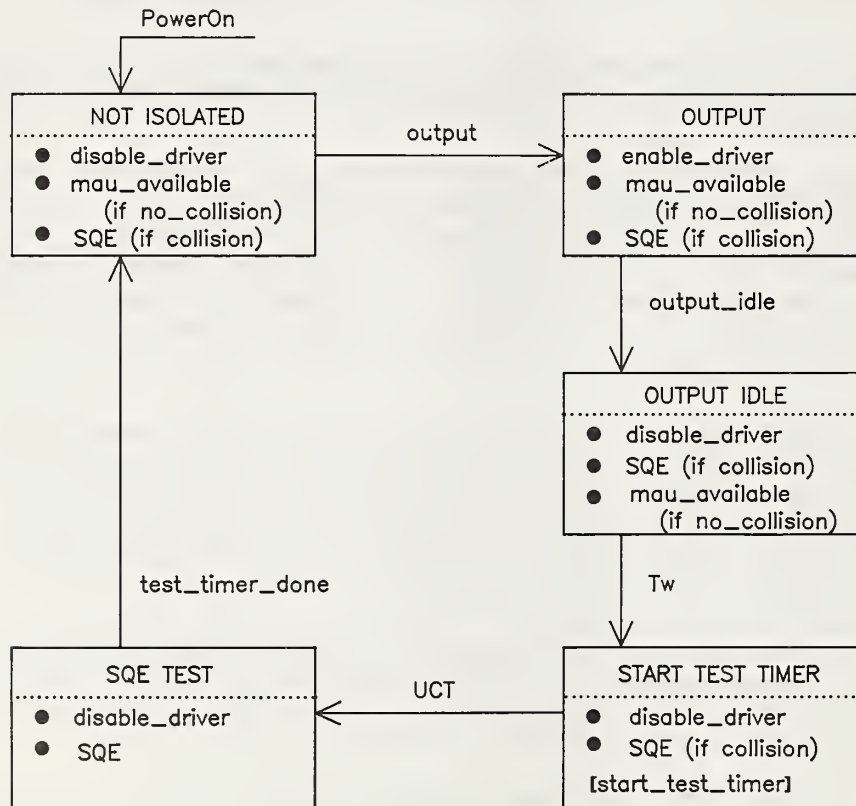 PowerOn
NOT ISOLATED
● disable_driver
● mau_available
(if no_collision)
● SQE (if collision)
output
OUTPUT
● enable_driver
● mau_available
(if no_collision)
● SQE (if collision)
output_idle
OUTPUT IDLE
● disable_driver
● SQE (if collision)
● mau_available
(if no_collision)
Tw
START TEST TIMER
● disable_driver
● SQE (if collision)
[start_test_timer]
UCT
SQE TEST
● disable_driver
● SQE
test_timer_done